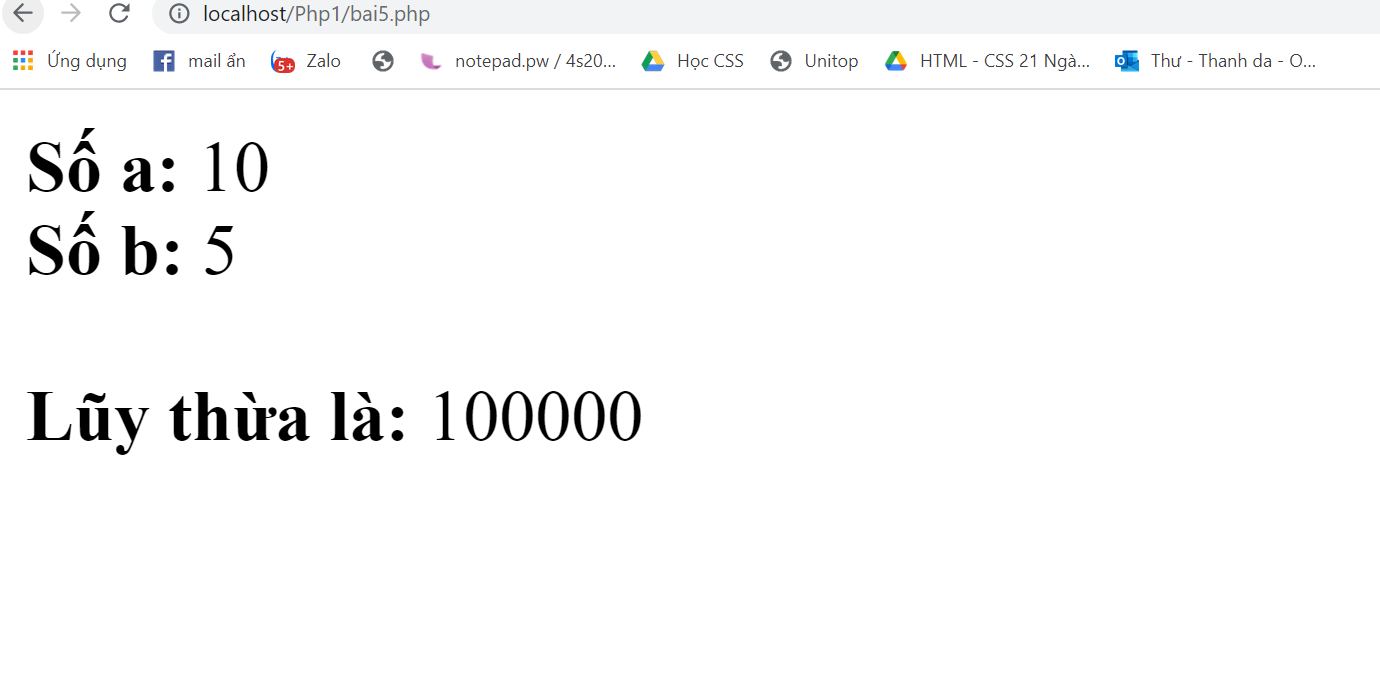 localhost/Php1/bai5.php
Ứng dụng mail ẩn 5+ Zalo notepad.pw / 4s20... Học CSS Unitop HTML - CSS 21 Ngà... Thư - Thanh da - O...
Số a: 10
Số b: 5
Lũy thừa là: 100000